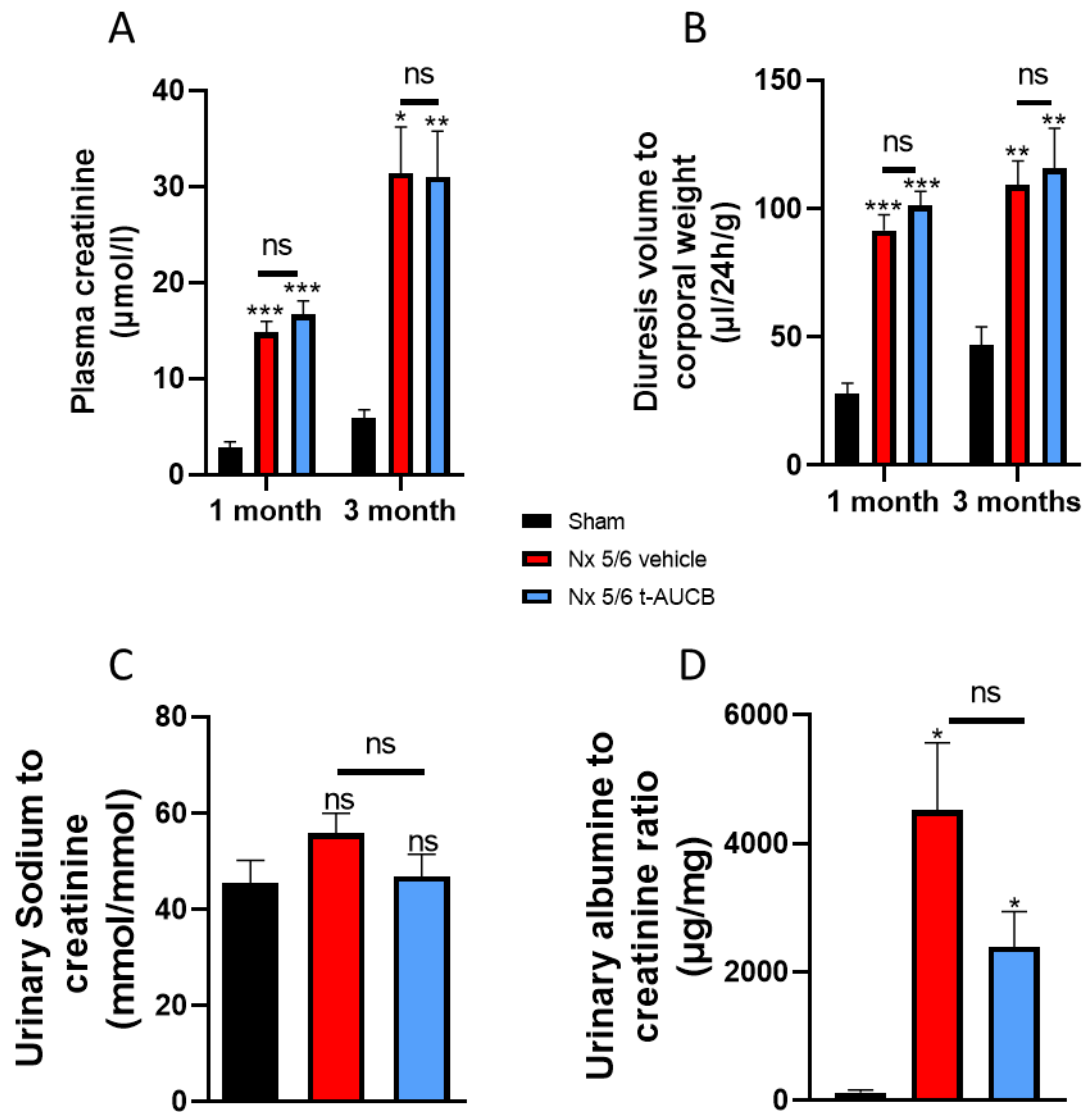 A
Plasma creatinine
(µmol/l)
40
30
20
10
0
ns
*
**
ns
***
***
1 month
3 month
B
Diuresis volume to
corporal weight
(µl/24h/g)
150
100
50
0
ns
**
**
ns
***
***
1 month
3 months
Sham
Nx 5/6 vehicle
Nx 5/6 t-AUCB
C
Urinary Sodium to
creatinine
(mmol/mmol)
80
60
40
20
0
ns
ns
ns
D
Urinary albumine to
creatinine ratio
(µg/mg)
6000
4000
2000
0
ns
*
*